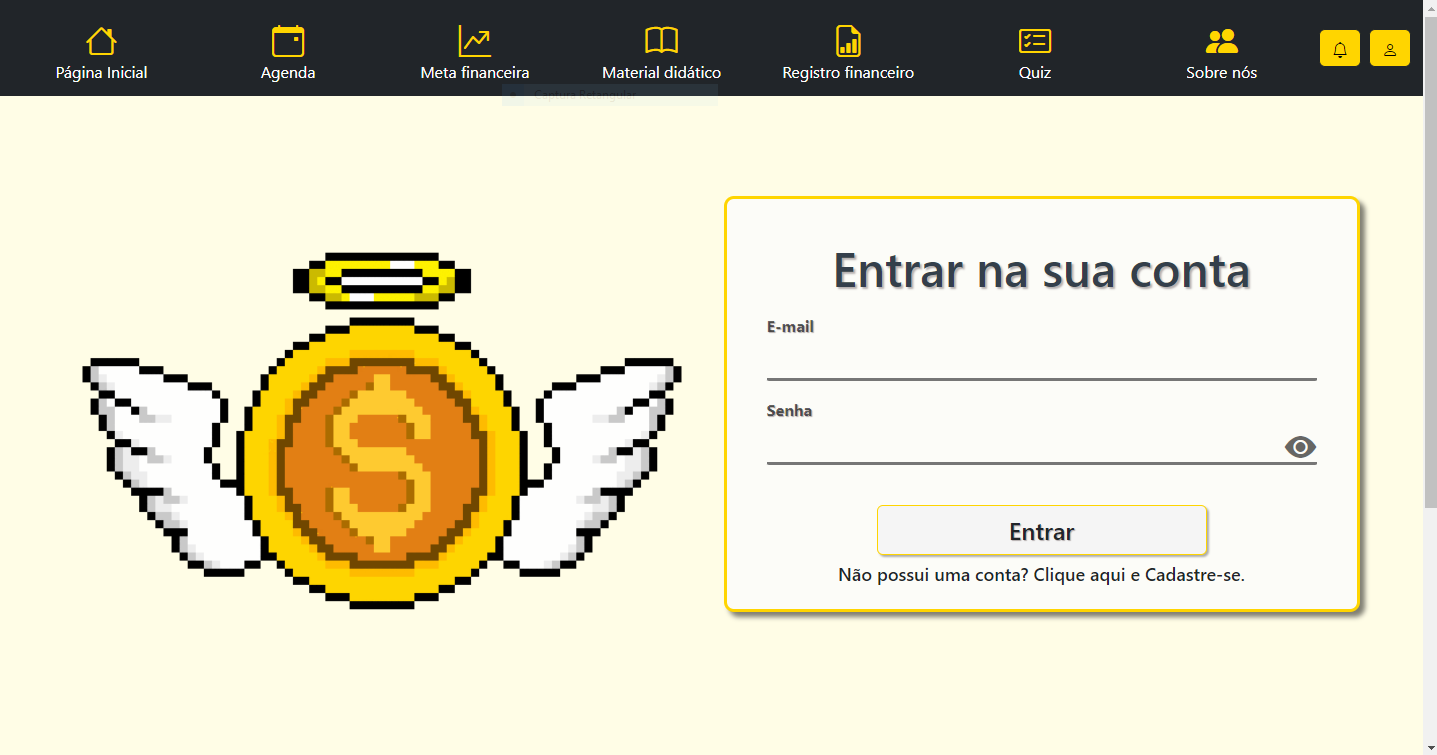 Página Inicial
Agenda
Meta financeira
Material didático
Registro financeiro
Quiz
Sobre nós
Captura Retangular
Entrar na sua conta
E-mail
Senha
Entrar
Não possui uma conta? Clique aqui e Cadastre-se.